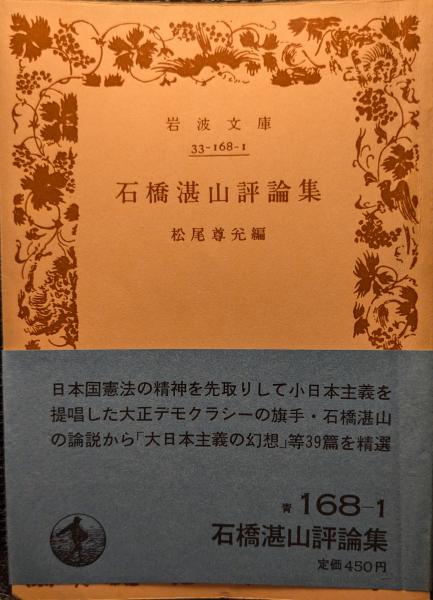 岩波文庫
33-168-1
石橋湛山評論集
松尾尊兊編
日本国憲法の精神を先取りして小日本主義を
提唱した大正デモクラシーの旗手・石橋湛山
の論説から「大日本主義の幻想」等39篇を精選
青 168-1
石橋湛山評論集
定価450円